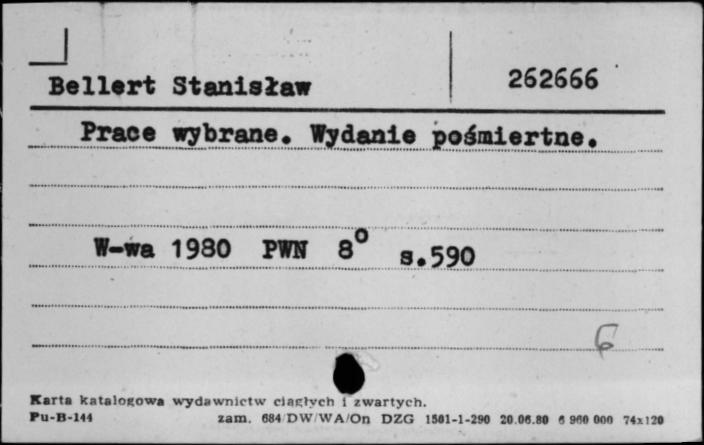 Bellert Stanisław 262666
Prace wybrane. Wydanie pośmiertne.
W-wa 1980 PWN 8° s.590
6
Karta katalogowa wydawnictw ciągłych i zwartych.
Pu-B-144 zam. 684/DW/WA/On DZG 1501-1-290 20.06.80 6 960 000 74x120